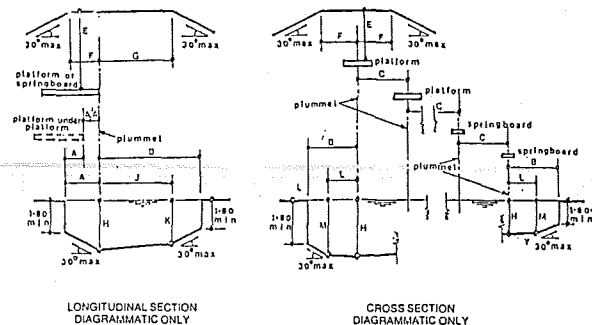 30° max
E
F
G
30° max
platform or
springboard
platform under
platform
plummet
A
D
A
J
1·80
min
H
K
1·80
min
30° max
30° max
LONGITUDINAL SECTION
DIAGRAMMATIC ONLY
30° max
E
F
F
30° max
platform
C
platform
C
plummet
springboard
C
springboard
plummet
D
B
L
L
L
1·80
min
M
H
H
M
1·80
min
Y
30° max
30° max
CROSS SECTION
DIAGRAMMATIC ONLY